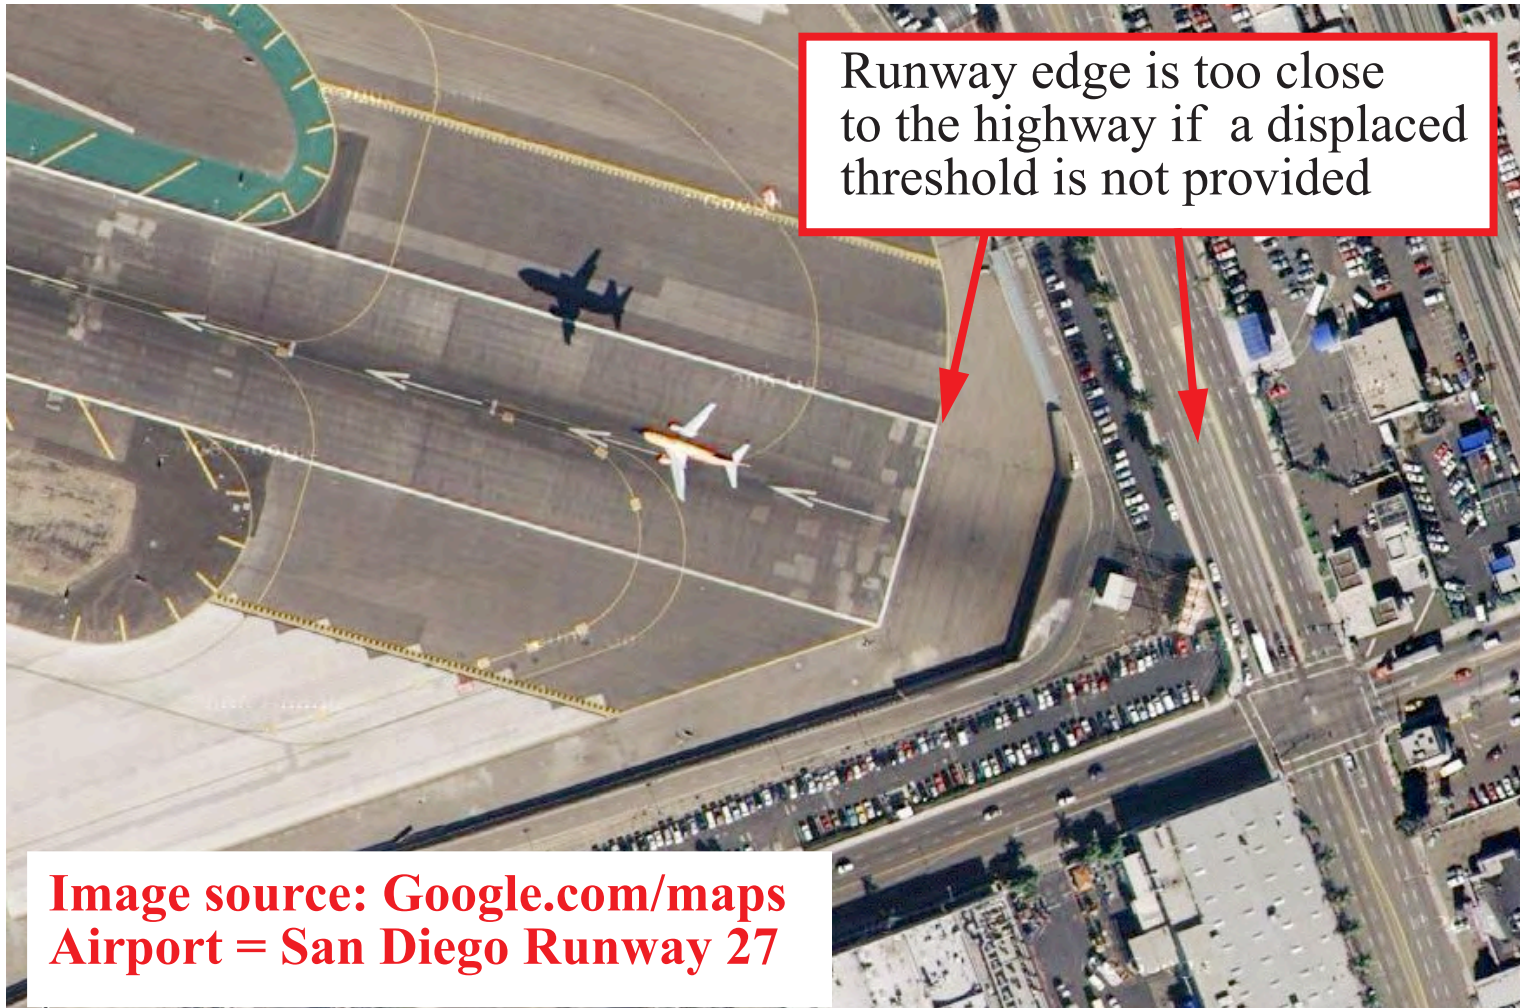 Runway edge is too close
to the highway if a displaced
threshold is not provided
Image source: Google.com/maps
Airport = San Diego Runway 27